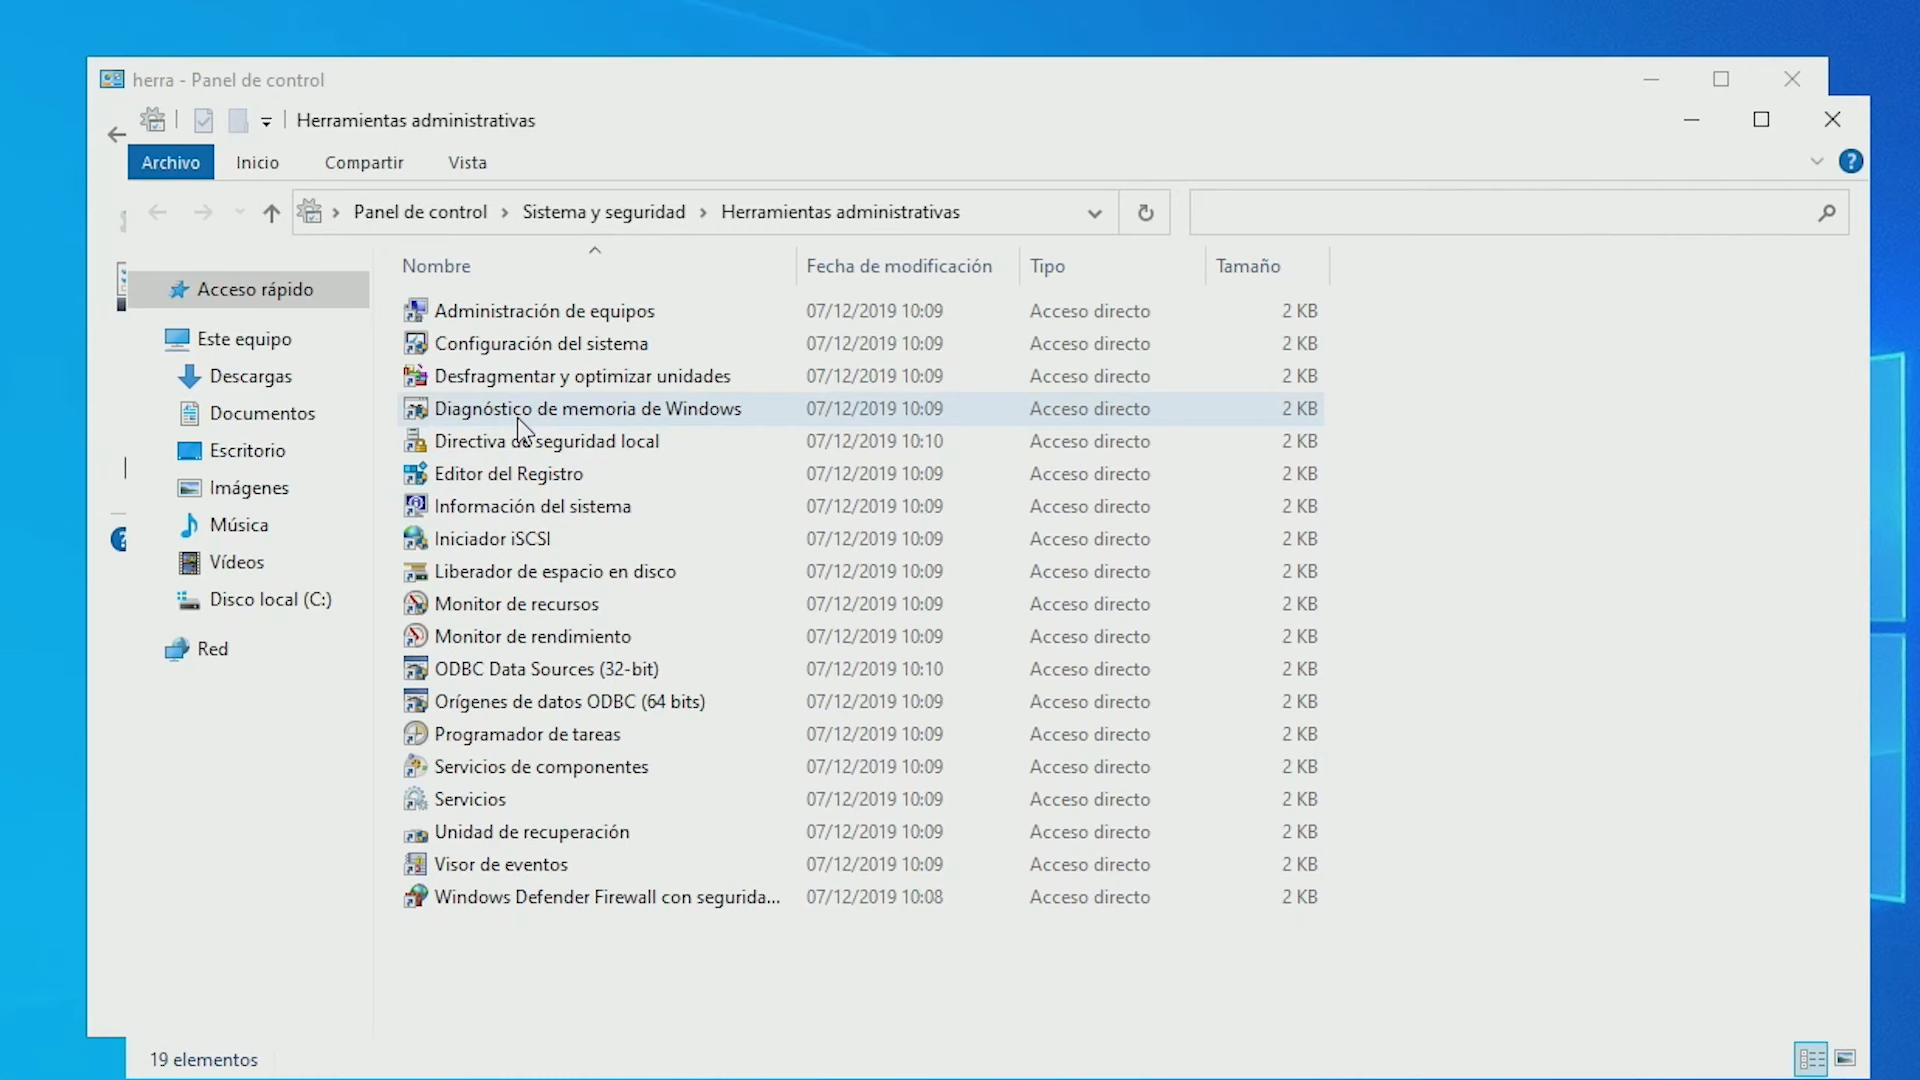 herra - Panel de control
Herramientas administrativas
Archivo Inicio Compartir Vista
Panel de control Sistema y seguridad Herramientas administrativas
Nombre Fecha de modificación Tipo Tamaño
Acceso rápido
Este equipo
Descargas
Documentos
Escritorio
Imágenes
Música
Vídeos
Disco local (C:)
Red
Administración de equipos 07/12/2019 10:09 Acceso directo 2 KB
Configuración del sistema 07/12/2019 10:09 Acceso directo 2 KB
Desfragmentar y optimizar unidades 07/12/2019 10:09 Acceso directo 2 KB
Diagnóstico de memoria de Windows 07/12/2019 10:09 Acceso directo 2 KB
Directiva de seguridad local 07/12/2019 10:10 Acceso directo 2 KB
Editor del Registro 07/12/2019 10:09 Acceso directo 2 KB
Información del sistema 07/12/2019 10:09 Acceso directo 2 KB
Iniciador iSCSI 07/12/2019 10:09 Acceso directo 2 KB
Liberador de espacio en disco 07/12/2019 10:09 Acceso directo 2 KB
Monitor de recursos 07/12/2019 10:09 Acceso directo 2 KB
Monitor de rendimiento 07/12/2019 10:09 Acceso directo 2 KB
ODBC Data Sources (32-bit) 07/12/2019 10:10 Acceso directo 2 KB
Orígenes de datos ODBC (64 bits) 07/12/2019 10:09 Acceso directo 2 KB
Programador de tareas 07/12/2019 10:09 Acceso directo 2 KB
Servicios de componentes 07/12/2019 10:09 Acceso directo 2 KB
Servicios 07/12/2019 10:09 Acceso directo 2 KB
Unidad de recuperación 07/12/2019 10:09 Acceso directo 2 KB
Visor de eventos 07/12/2019 10:09 Acceso directo 2 KB
Windows Defender Firewall con segurida... 07/12/2019 10:08 Acceso directo 2 KB
19 elementos